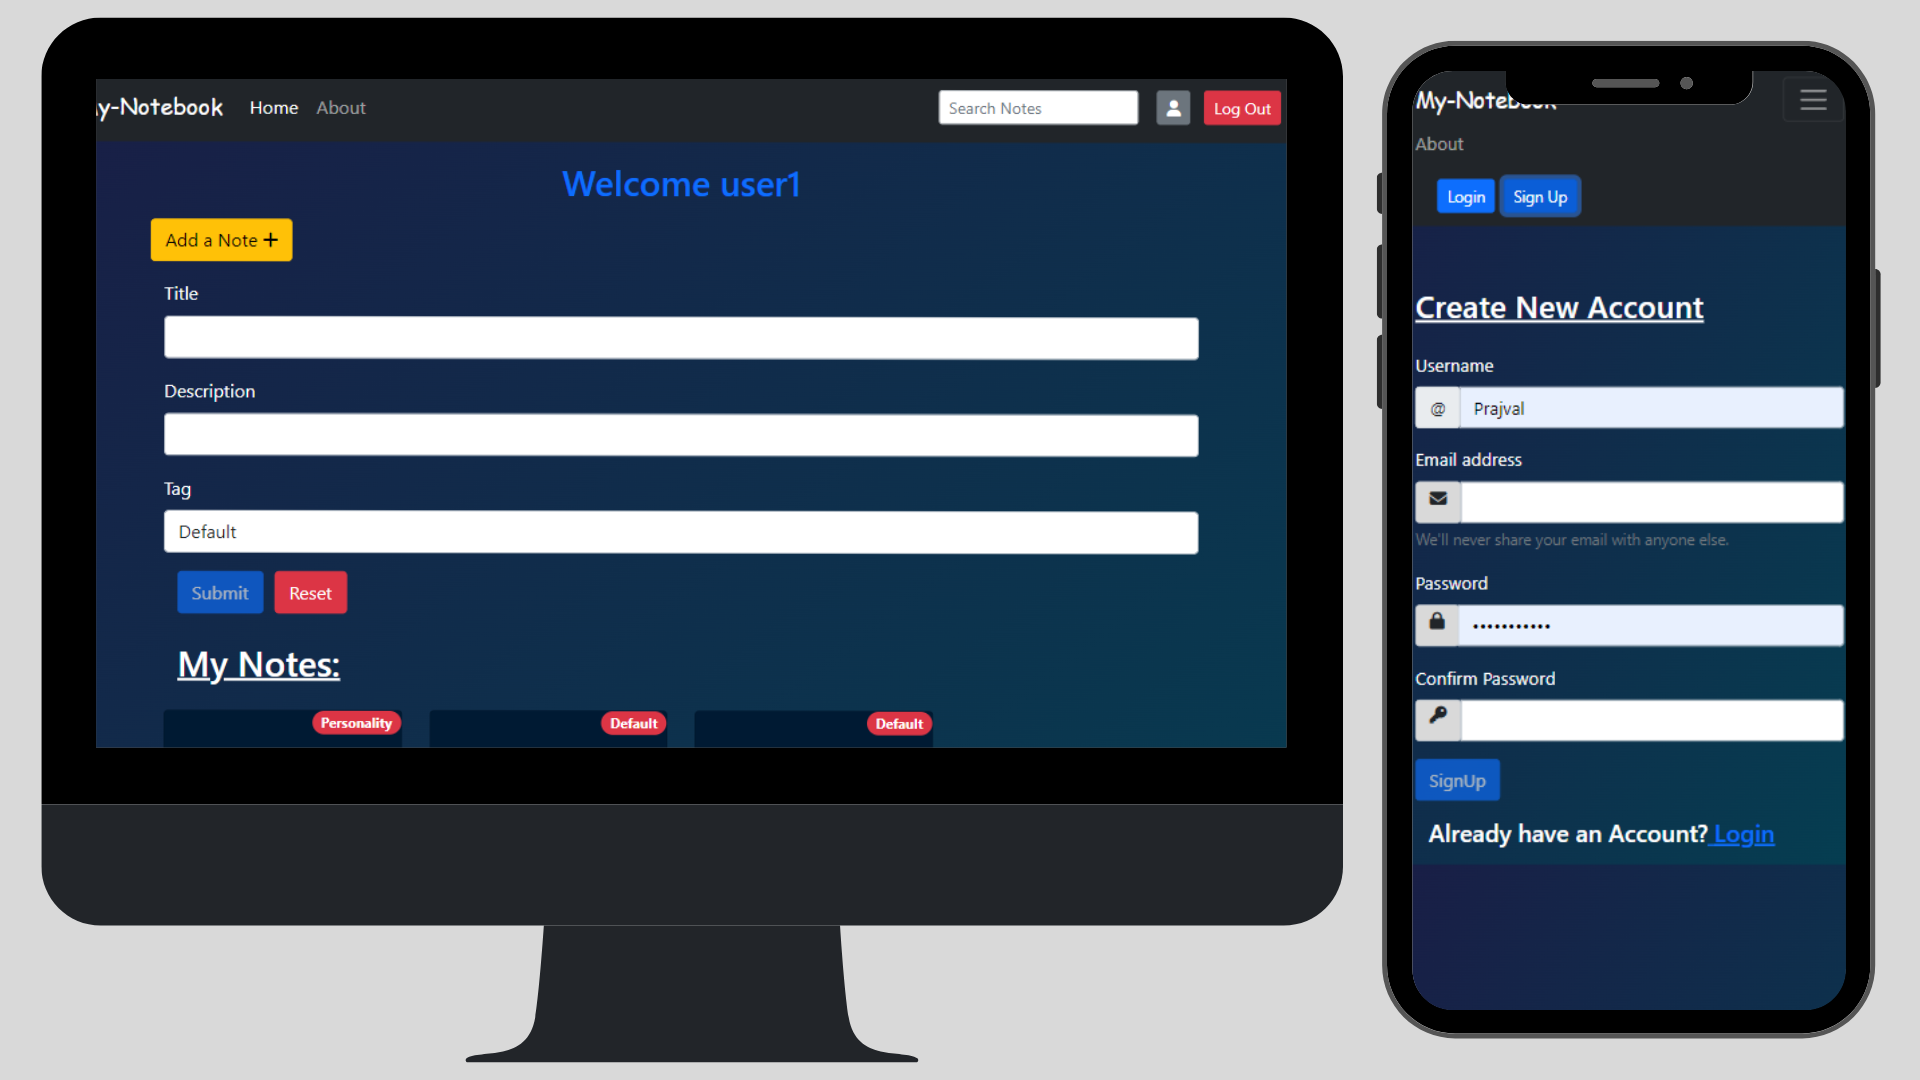 y-Notebook Home About Search Notes Log Out
Welcome user1
Add a Note +
Title
Description
Tag
Default
Submit Reset
My Notes:
Personality Default Default
My-Notebook
About
Login Sign Up
Create New Account
Username
@ Prajval
Email address
We'll never share your email with anyone else.
Password
•••••••••••
Confirm Password
SignUp
Already have an Account? Login